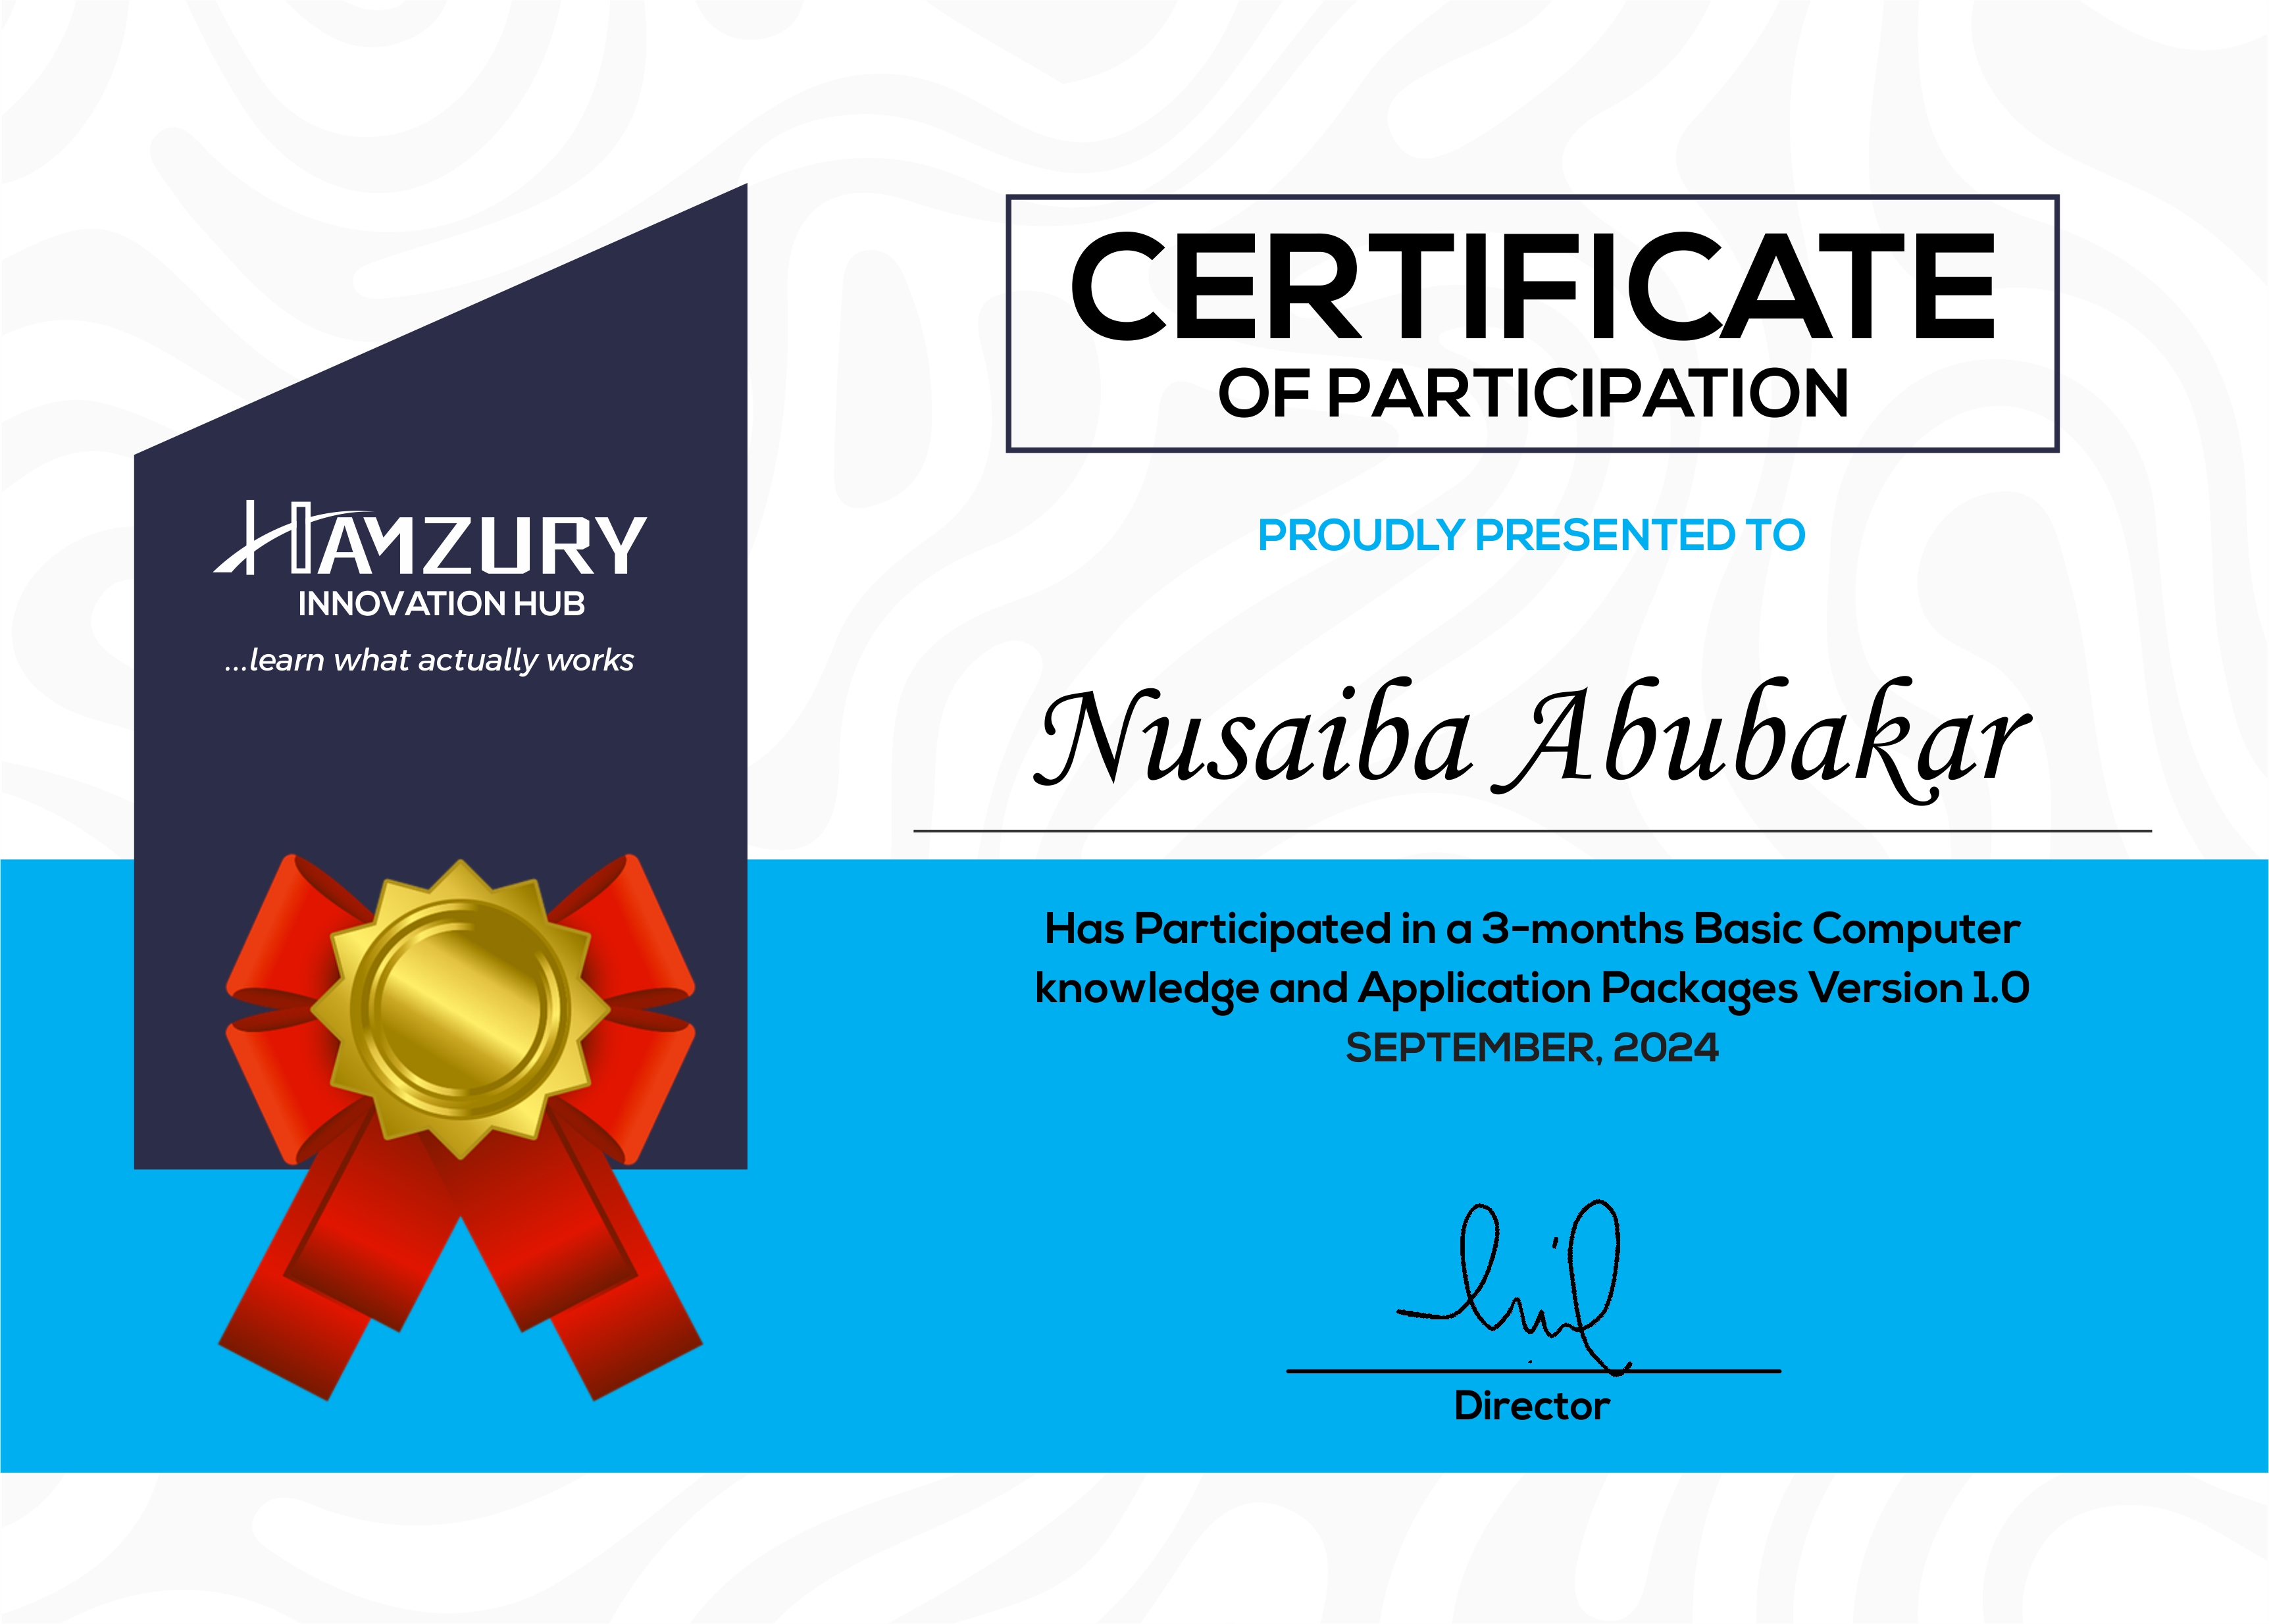 HAMZURY
INNOVATION HUB
...learn what actually works
CERTIFICATE
OF PARTICIPATION
PROUDLY PRESENTED TO
Nusaiba Abubakar
Has Participated in a 3-months Basic Computer
knowledge and Application Packages Version 1.0
SEPTEMBER, 2024
Director